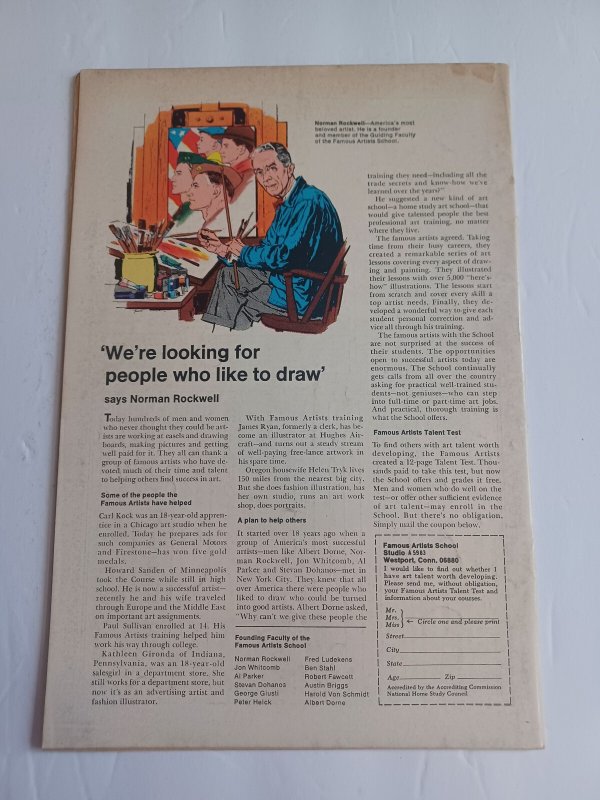 Norman Rockwell—America's most
beloved artist. He is a founder
and member of the Guiding Faculty
of the Famous Artists School.
'We're looking for
people who like to draw'
says Norman Rockwell
Today hundreds of men and women
who never thought they could be art-
ists are working at easels and drawing
boards, making pictures and getting
well paid for it. They all can thank a
group of famous artists who have de-
voted much of their time and talent
to helping others find success in art.
Some of the people the
Famous Artists have helped
Carl Kock was an 18-year-old appren-
tice in a Chicago art studio when he
enrolled. Today he prepares ads for
such companies as General Motors
and Firestone—has won five gold
medals.
Howard Sanden of Minneapolis
took the Course while still in high
school. He is now a successful artist—
recently he and his wife traveled
through Europe and the Middle East
on important assignments.
Paul Sullivan enrolled at 14. His
Famous Artists training helped him
work his way through college.
Kathleen Gironda of Indiana,
Pennsylvania, was an 18-year-old
salesgirl in a department store. She
still works for a department store, but
now it's as an advertising artist and
fashion illustrator.
With Famous Artists training
James Ryan, formerly a clerk, has be-
come an illustrator at Hughes Air-
craft—and turns out a steady stream
of well-paying free-lance artwork in
his spare time.
Oregon housewife Helen Tryk lives
150 miles from the nearest big city.
But she does fashion illustration, has
her own studio, runs an art work
shop, does portraits.
A plan to help others
It started over 18 years ago when a
group of America's most successful
artists—men like Albert Dorne, Nor-
man Rockwell, Jon Whitcomb, Al
Parker and Stevan Dohanos—met in
New York City. They knew that all
over America there were people who
liked to draw who could be turned
into good artists. Albert Dorne asked,
"Why can't we give these people the
Founding Faculty of the
Famous Artists School
Norman Rockwell
Jon Whitcomb
Al Parker
Stevan Dohanos
George Giusti
Peter Helck
Fred Ludekens
Ben Stahl
Robert Fawcett
Austin Briggs
Harold Von Schmidt
Albert Dorne
training they need—including all the
trade secrets and know-how we've
learned over the years?"
He suggested a new kind of art
school—a home study art school—that
would give talented people the best
professional art training, no matter
where they live.
The famous artists agreed. Taking
time from their busy careers, they
created a remarkable series of art
lessons covering every aspect of draw-
ing and painting. They illustrated
their lessons with over 5,000 "here's
how" illustrations. The lessons start
from scratch and cover every skill a
top artist needs. Finally, they de-
veloped a wonderful way to give each
student personal correction and ad-
vice all through his training.
The famous artists with the School
are not surprised at the success of
their students. The opportunities
open to successful artists today are
enormous. The School continually
gets calls from all over the country
asking for practical well-trained stu-
dents—not geniuses—who can step
into full-time or part-time art jobs.
And practical, thorough training is
what the School offers.
Famous Artists Talent Test
To find others with art talent worth
developing, the Famous Artists
created a 12-page Talent Test. Thou-
sands paid to take this test, but now
the School offers and grades it free.
Men and women who do well on the
test—or offer other sufficient evidence
of art talent—may enroll in the
School. But there's no obligation.
Simply mail the coupon below.
Famous Artists School
Studio A 5983
Westport, Conn. 06880
I would like to find out whether I
have art talent worth developing.
Please send me, without obligation,
your Famous Artists Talent Test and
information about your courses.
Mr.
Mrs. ← Circle one and please print
Miss
Street
City
State
Age Zip
Accredited by the Accrediting Commission
National Home Study Council